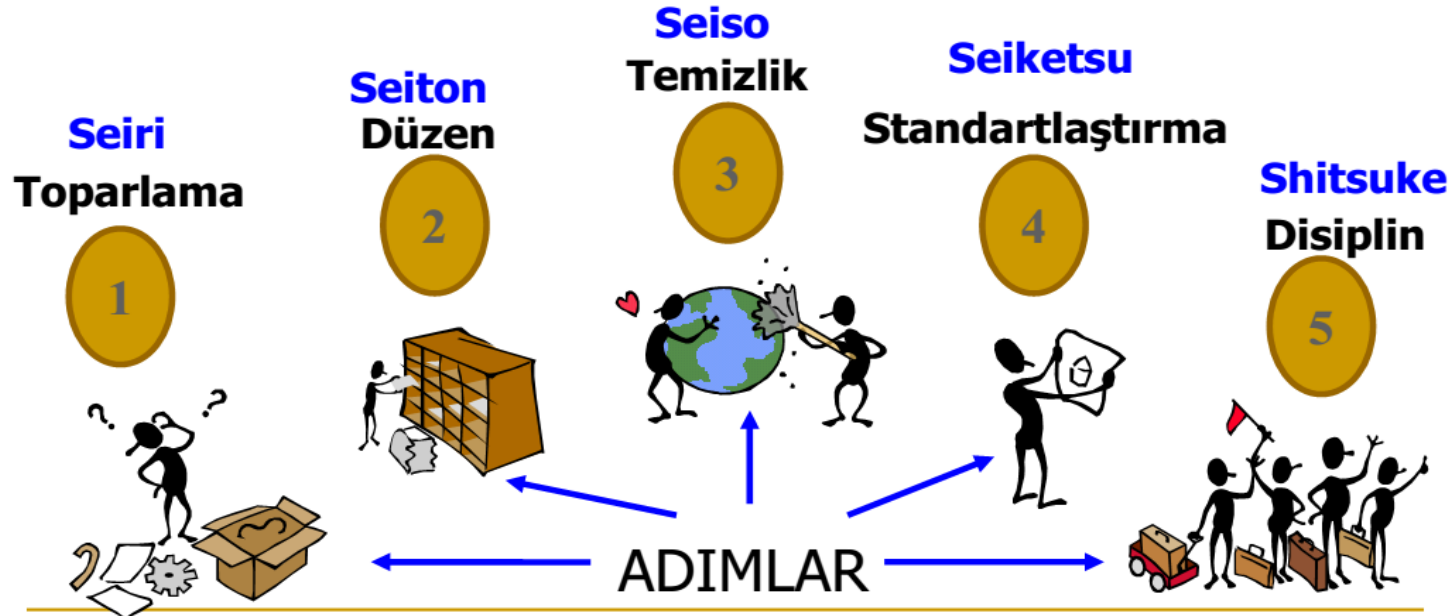 Seiri
Toparlama
1
Seiton
Düzen
2
Seiso
Temizlik
3
Seiketsu
Standartlaştırma
4
Shitsuke
Disiplin
5
? ?
ADIMLAR